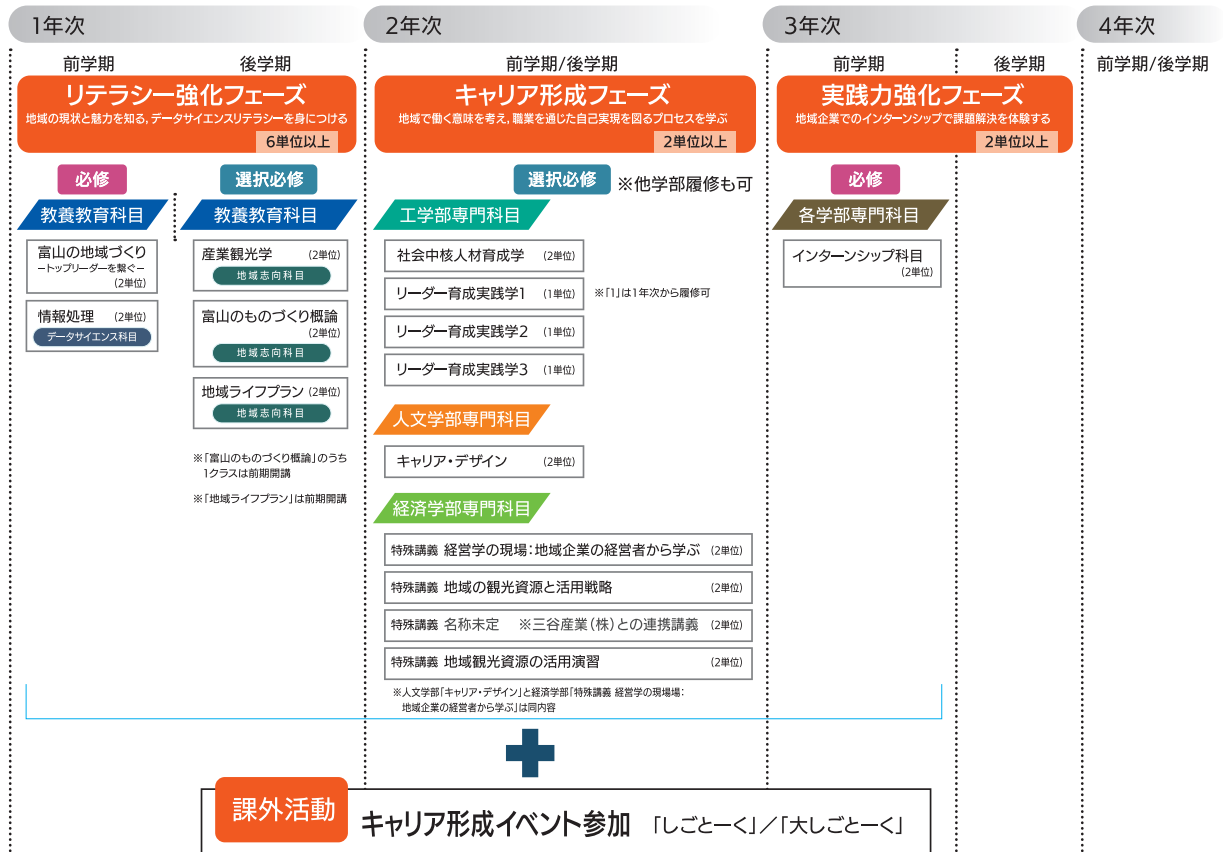 1年次
2年次
3年次
4年次
前学期
後学期
前学期/後学期
前学期
後学期
前学期/後学期
リテラシー強化フェーズ
地域の現状と魅力を知る，データサイエンスリテラシーを身につける
6単位以上
キャリア形成フェーズ
地域で働く意味を考え，職業を通じた自己実現を図るプロセスを学ぶ
2単位以上
実践力強化フェーズ
地域企業でのインターンシップで課題解決を体験する
2単位以上
必修
教養教育科目
富山の地域づくり
－トップリーダーを繋ぐ－
(2単位)
情報処理 (2単位)
データサイエンス科目
選択必修
教養教育科目
産業観光学 (2単位)
地域志向科目
富山のものづくり概論
(2単位)
地域志向科目
地域ライフプラン (2単位)
地域志向科目
※「富山のものづくり概論」のうち
1クラスは前期開講
※「地域ライフプラン」は前期開講
選択必修 ※他学部履修も可
工学部専門科目
社会中核人材育成学 (2単位)
リーダー育成実践学1 (1単位) ※「1」は1年次から履修可
リーダー育成実践学2 (1単位)
リーダー育成実践学3 (1単位)
人文学部専門科目
キャリア・デザイン (2単位)
経済学部専門科目
特殊講義 経営学の現場：地域企業の経営者から学ぶ (2単位)
特殊講義 地域の観光資源と活用戦略 (2単位)
特殊講義 名称未定 ※三谷産業(株)との連携講義 (2単位)
特殊講義 地域観光資源の活用演習 (2単位)
※人文学部「キャリア・デザイン」と経済学部「特殊講義 経営学の現場場：
地域企業の経営者から学ぶ」は同内容
必修
各学部専門科目
インターンシップ科目
(2単位)
課外活動
キャリア形成イベント参加 「しごとーく」／「大しごとーく」